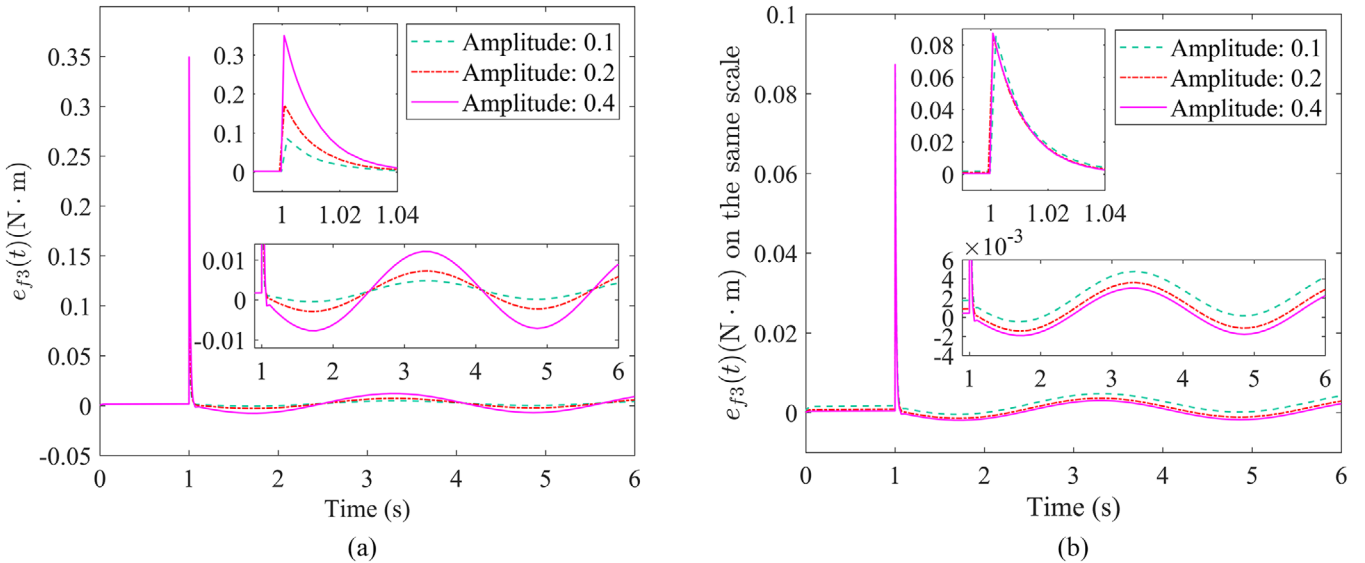 e_{f3}(t)(N · m)
0.35
0.3
0.25
0.2
0.15
0.1
0.05
0
-0.05
0 1 2 3 4 5 6
Time (s)
0.3
0.2
0.1
0
1 1.02 1.04
Amplitude: 0.1
Amplitude: 0.2
Amplitude: 0.4
0.01
0
-0.01
1 2 3 4 5 6
(a)
e_{f3}(t)(N · m) on the same scale
0.1
0.08
0.06
0.04
0.02
0
0 1 2 3 4 5 6
Time (s)
0.08
0.06
0.04
0.02
0
1 1.02 1.04
Amplitude: 0.1
Amplitude: 0.2
Amplitude: 0.4
×10^{-3}
6
4
2
0
-2
-4
1 2 3 4 5 6
(b)